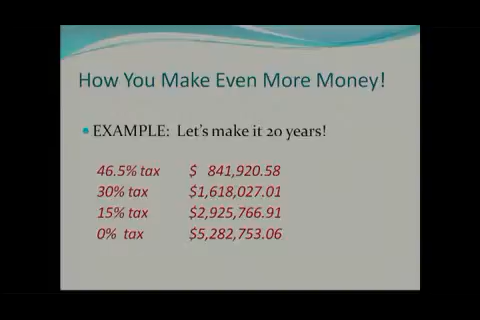 How You Make Even More Money!
EXAMPLE: Let's make it 20 years!
46.5% tax $ 841,920.58
30% tax $1,618,027.01
15% tax $2,925,766.91
0% tax $5,282,753.06